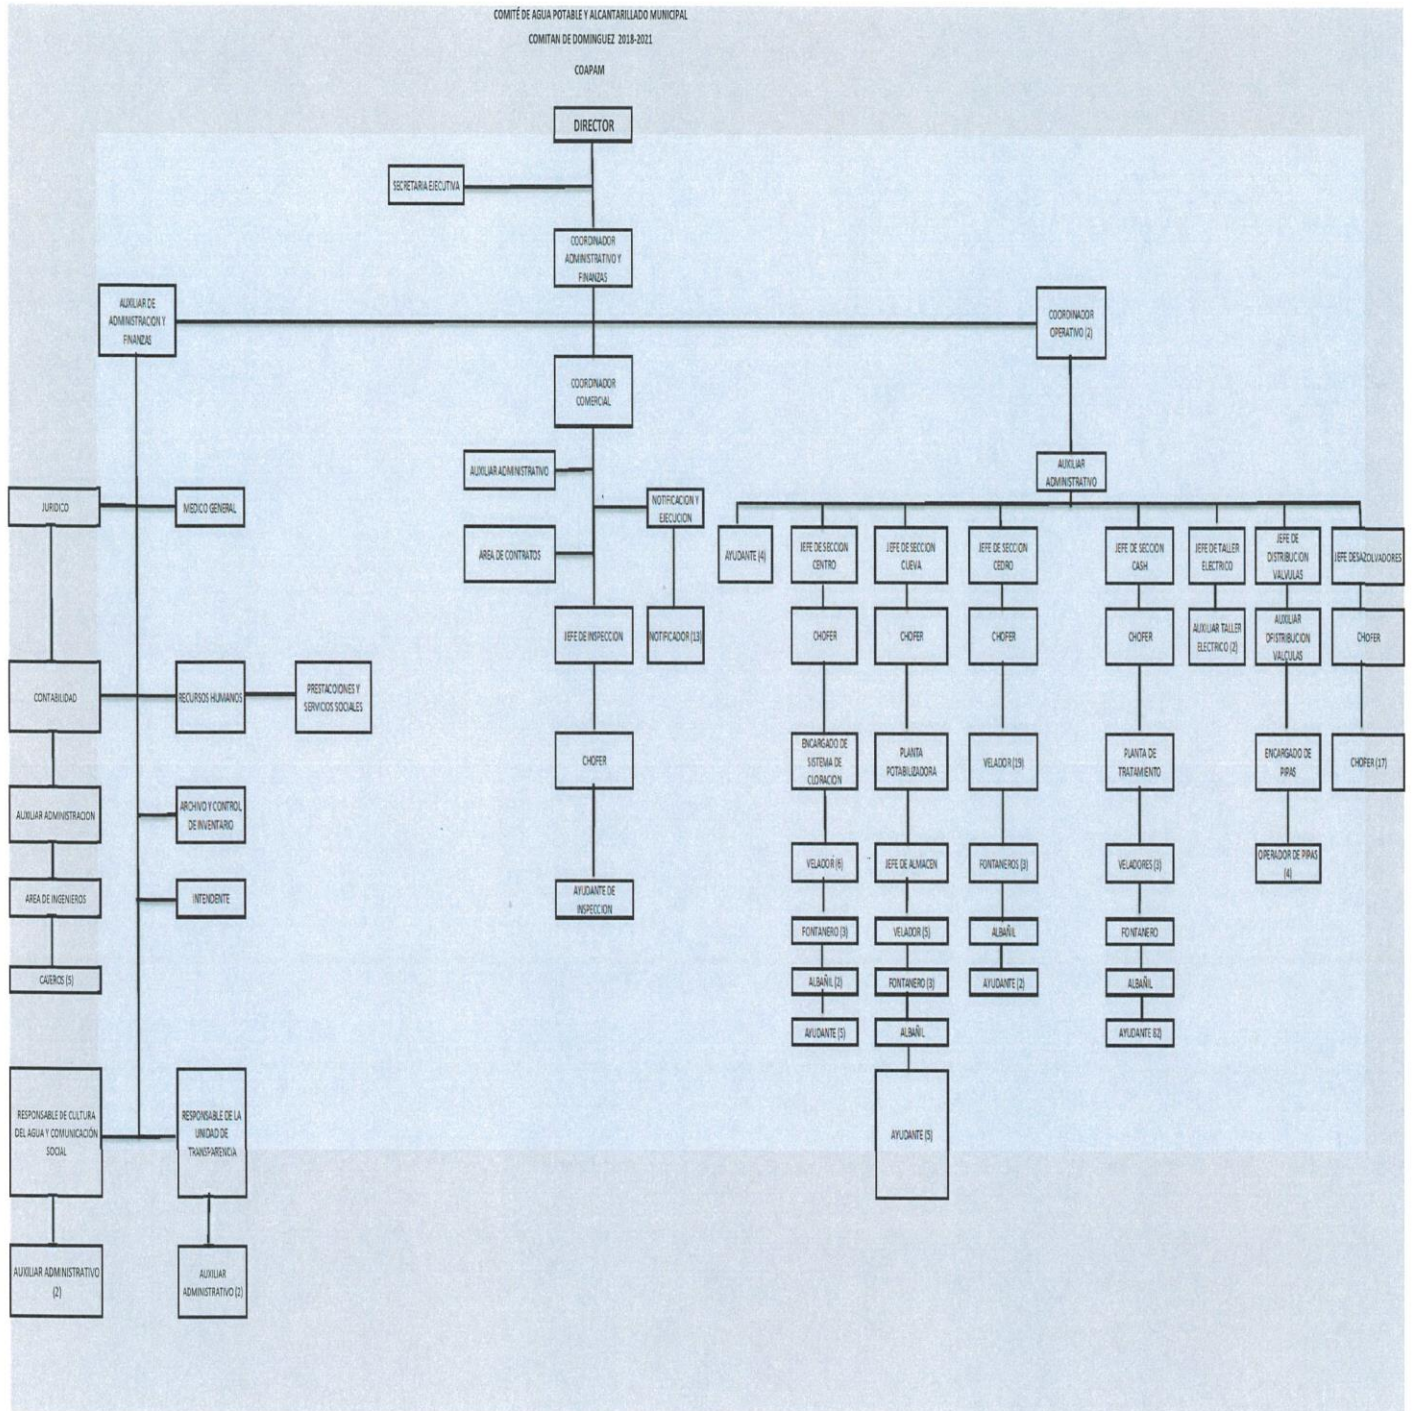 COMITÉ DE AGUA POTABLE Y ALCANTARILLADO MUNICIPAL
COMITAN DE DOMINGUEZ 2018-2021
COAPAM
DIRECTOR
SECRETARIA EJECUTIVA
COORDINADOR
ADMINISTRATIVO Y
FINANZAS
AUXILIAR DE
ADMINISTRACION Y
FINANZAS
COORDINADOR
OPERATIVO (2)
COORDINADOR
COMERCIAL
AUXILIAR ADMINISTRATIVO
AUXILIAR
ADMINISTRATIVO
JURIDICO
MEDICO GENERAL
NOTIFICACION Y
EJECUCION
AREA DE CONTRATOS
AYUDANTE (4)
JEFE DE SECCION
CENTRO
JEFE DE SECCION
CUEVA
JEFE DE SECCION
CEDRO
JEFE DE SECCION
CASH
JEFE DE TALLER
ELECTRICO
JEFE DE
DISTRIBUCION
VALVULAS
JEFE DESAZOLVADORES
JEFE DE INSPECCION
NOTIFICADOR (13)
CHOFER
CHOFER
CHOFER
CHOFER
AUXILIAR TALLER
ELECTRICO (2)
AUXILIAR
DFISTRIBUCION
VALCULAS
CHOFER
CONTABILIDAD
RECURSOS HUMANOS
PRESTACOIONES Y
SERVICIOS SOCIALES
CHOFER
ENCARGADO DE
SISTEMA DE
CLORACION
PLANTA
POTABILIZADORA
VELADOR (19)
PLANTA DE
TRATAMIENTO
ENCARGADO DE
PIPAS
CHOFER (17)
AUXILIAR ADMINISTRACION
ARCHIVO Y CONTROL
DE INVENTARIO
VELADOR (6)
JEFE DE ALMACEN
FONTANEROS (3)
VELADORES (3)
OPERADOR DE PIPAS
(4)
AREA DE INGENIEROS
INTENDENTE
AYUDANTE DE
INSPECCION
FONTANERO (3)
VELADOR (5)
ALBAÑIL
FONTANERO
CAJEROS (5)
ALBAÑIL (2)
FONTANERO (3)
AYUDANTE (2)
ALBAÑIL
AYUDANTE (5)
ALBAÑIL
AYUDANTE 62)
RESPONSABLE DE CULTURA
DEL AGUA Y COMUNICACIÓN
SOCIAL
RESPONSABLE DE LA
UNIDAD DE
TRANSPARENCIA
AYUDANTE (5)
AUXILIAR ADMINISTRATIVO
(2)
AUXILIAR
ADMINISTRATIVO (2)